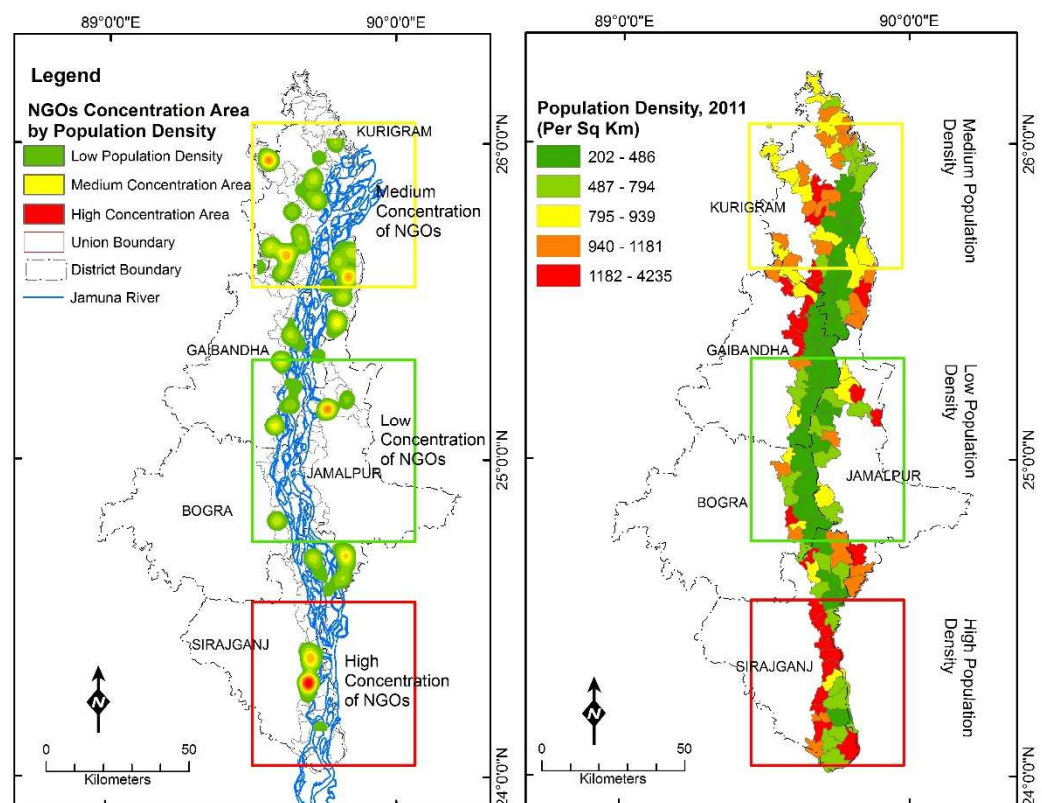 89°0'0"E
90°0'0"E
Legend
NGOs Concentration Area
by Population Density
Low Population Density
Medium Concentration Area
High Concentration Area
Union Boundary
District Boundary
Jamuna River
KURIGRAM
Medium
Concentration
of NGOs
GAIBANDHA
Low
Concentration
of NGOs
JAMALPUR
BOGRA
SIRAJGANJ
High
Concentration
of NGOs
N
0
50
Kilometers
26°0'0"N
25°0'0"N
24°0'0"N
89°0'0"E
90°0'0"E
Population Density, 2011
(Per Sq Km)
202 - 486
487 - 794
795 - 939
940 - 1181
1182 - 4235
KURIGRAM
Medium Population
Density
GAIBANDHA
Low Population
Density
JAMALPUR
BOGRA
SIRAJGANJ
High Population
Density
N
0
50
Kilometers
26°0'0"N
25°0'0"N
24°0'0"N